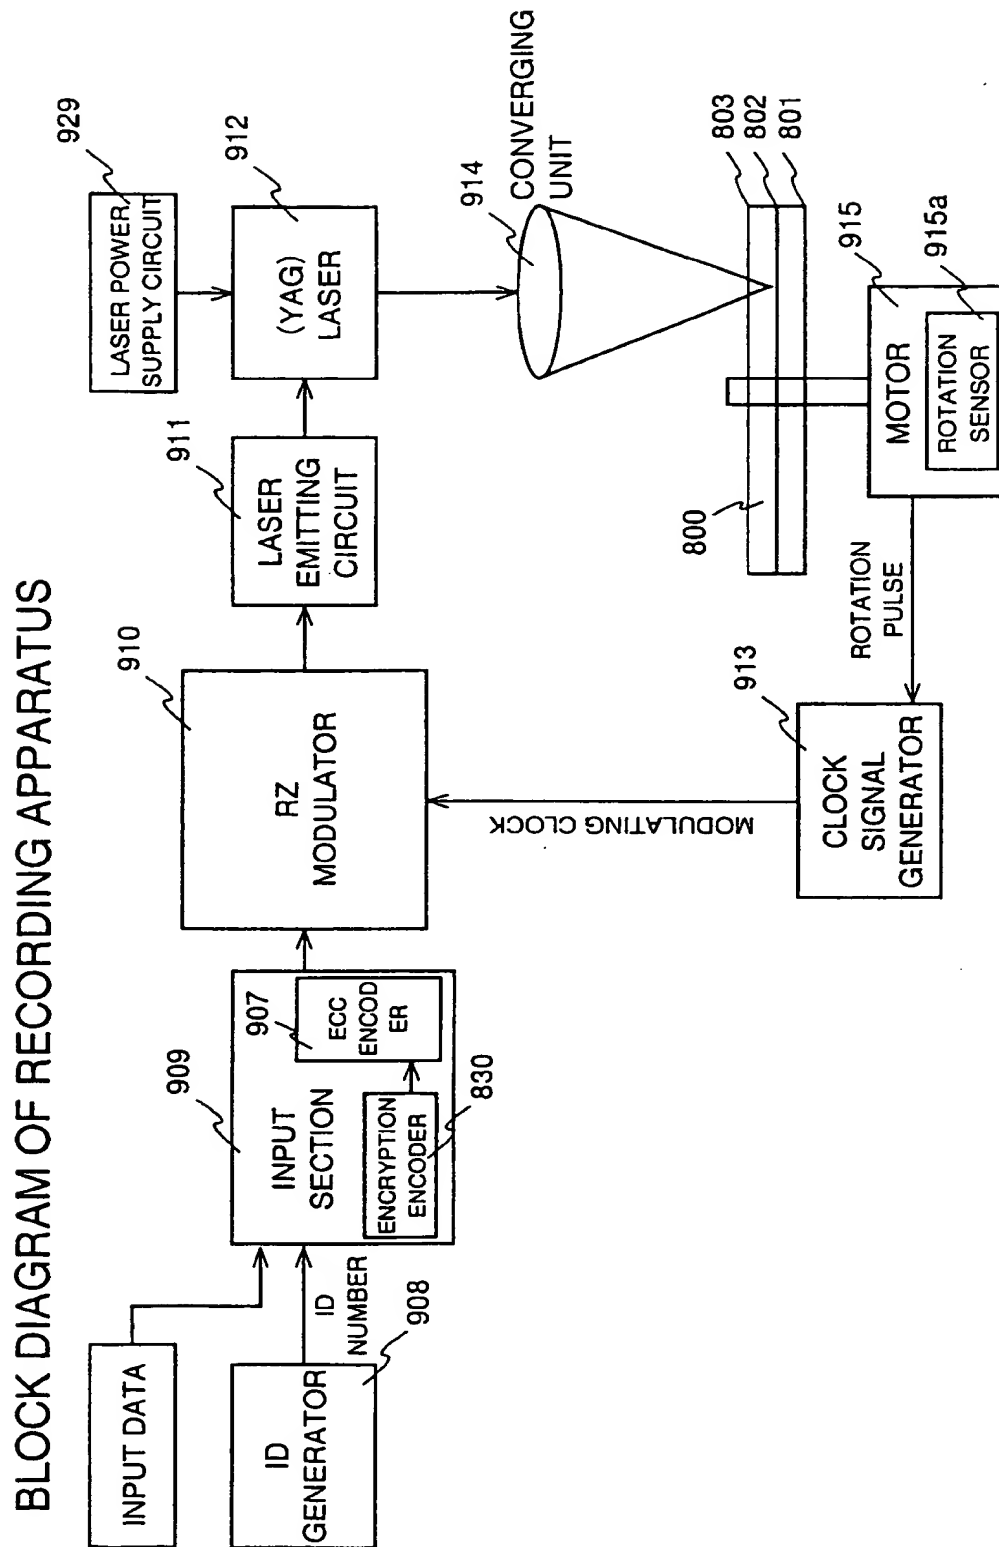 BLOCK DIAGRAM OF RECORDING APPARATUS
INPUT DATA
ID
GENERATOR
908
ID
NUMBER
909
INPUT
SECTION
907
ECC
ENCOD
ER
ENCRYPTION
ENCODER
830
910
RZ
MODULATOR
911
LASER
EMITTING
CIRCUIT
929
LASER POWER
SUPPLY CIRCUIT
912
(YAG)
LASER
914
CONVERGING
UNIT
803
802
801
800
915
MOTOR
915a
ROTATION
SENSOR
ROTATION
PULSE
913
CLOCK
SIGNAL
GENERATOR
MODULATING CLOCK